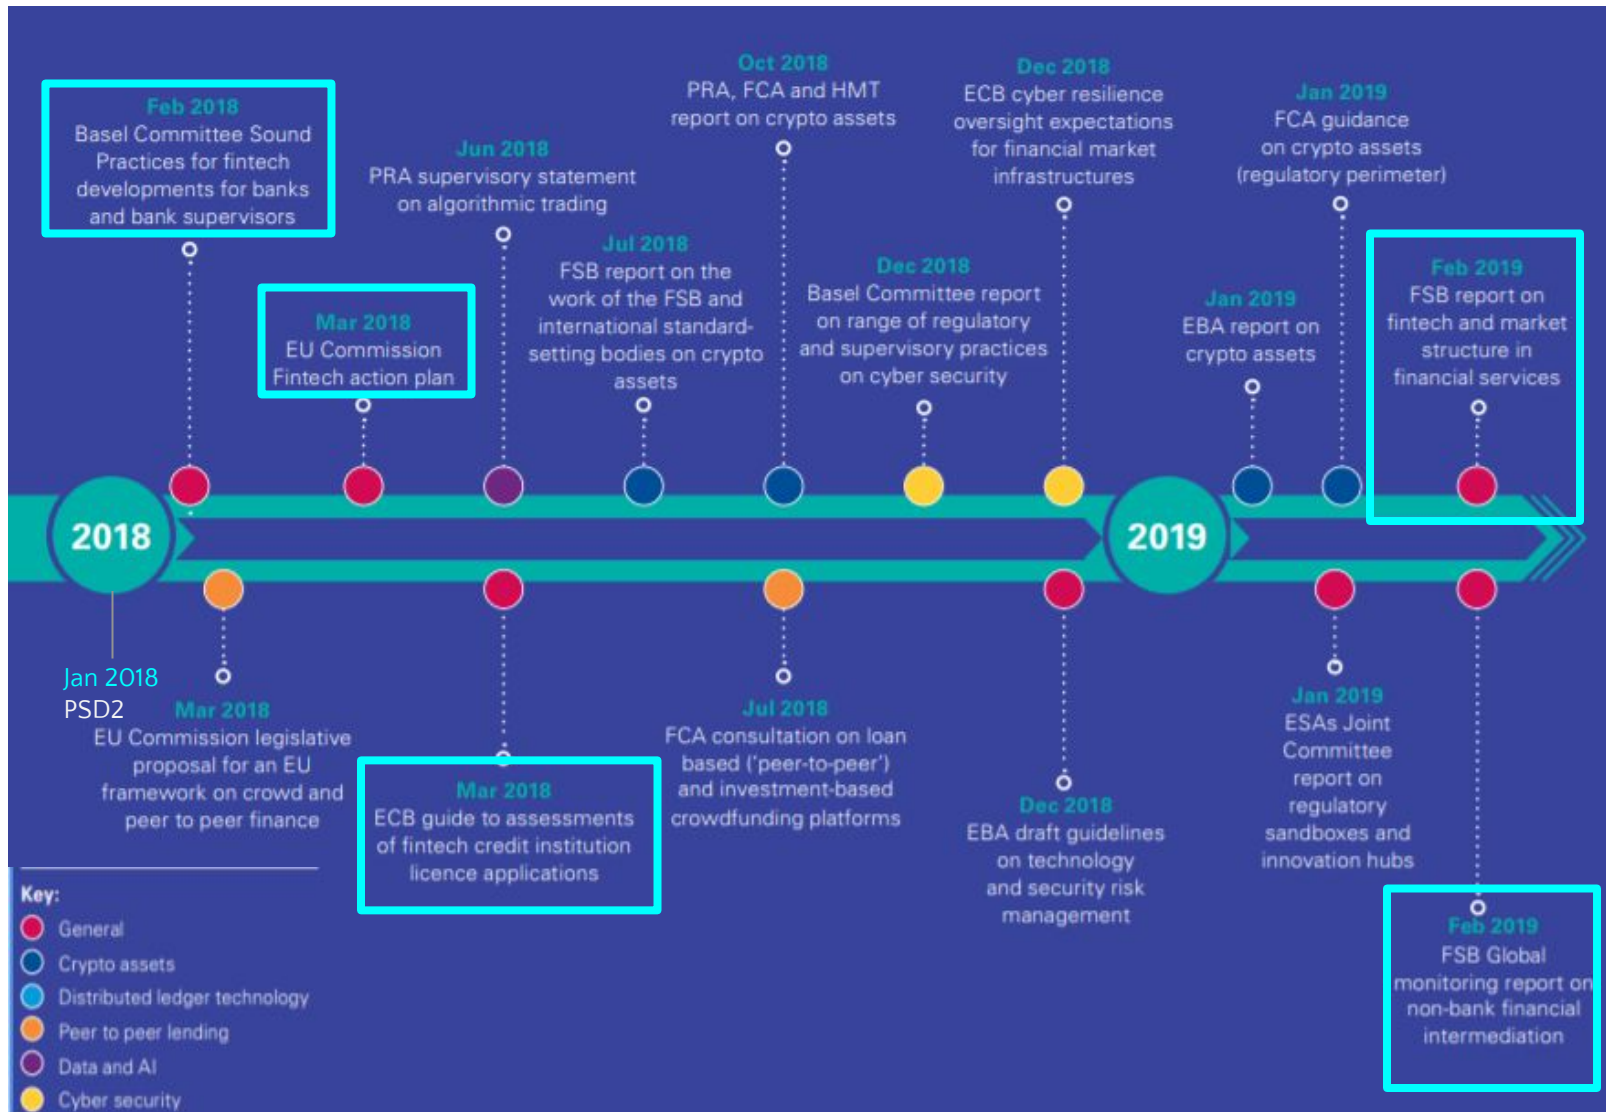 Feb 2018
Basel Committee Sound
Practices for fintech
developments for banks
and bank supervisors
Mar 2018
EU Commission
Fintech action plan
Jun 2018
PRA supervisory statement
on algorithmic trading
Jul 2018
FSB report on the
work of the FSB and
international standard-
setting bodies on crypto
assets
Oct 2018
PRA, FCA and HMT
report on crypto assets
Dec 2018
Basel Committee report
on range of regulatory
and supervisory practices
on cyber security
Dec 2018
ECB cyber resilience
oversight expectations
for financial market
infrastructures
Jan 2019
EBA report on
crypto assets
Jan 2019
FCA guidance
on crypto assets
(regulatory perimeter)
Feb 2019
FSB report on
fintech and market
structure in
financial services
2018
2019
Jan 2018
PSD2
Mar 2018
EU Commission legislative
proposal for an EU
framework on crowd and
peer to peer finance
Mar 2018
ECB guide to assessments
of fintech credit institution
licence applications
Jul 2018
FCA consultation on loan
based ('peer-to-peer')
and investment-based
crowdfunding platforms
Dec 2018
EBA draft guidelines
on technology
and security risk
management
Jan 2019
ESAs Joint
Committee
report on
regulatory
sandboxes and
innovation hubs
Feb 2019
FSB Global
monitoring report on
non-bank financial
intermediation
Key:
General
Crypto assets
Distributed ledger technology
Peer to peer lending
Data and AI
Cyber security